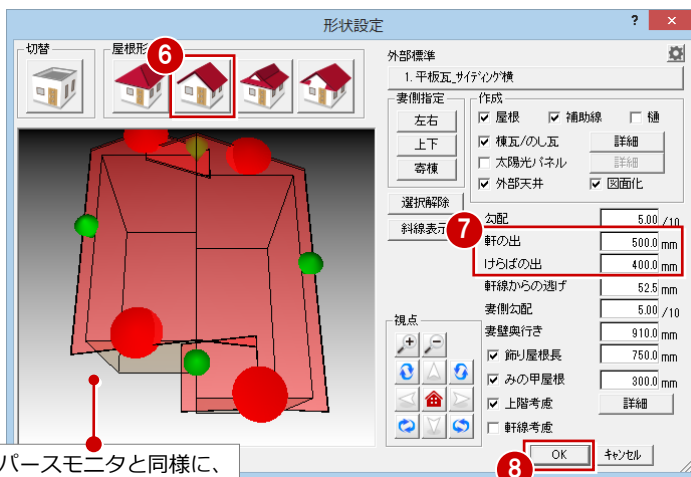 形状設定
? ×
切替
屋根形
6
外部標準
1. 平板瓦_サイディング横
妻側指定
左右
上下
寄棟
作成
屋根 補助線 樋
棟瓦/のし瓦 詳細
太陽光パネル 詳細
外部天井 図面化
選択解除
斜線表示
7
勾配 5.00 /10
軒の出 500.0 mm
けらばの出 400.0 mm
軒線からの逃げ 52.5 mm
妻側勾配 5.00 /10
妻壁奥行き 910.0 mm
飾り屋根長 750.0 mm
みの甲屋根 300.0 mm
上階考慮 詳細
軒線考慮
視点
8
OK キャンセル
パースモニタと同様に、